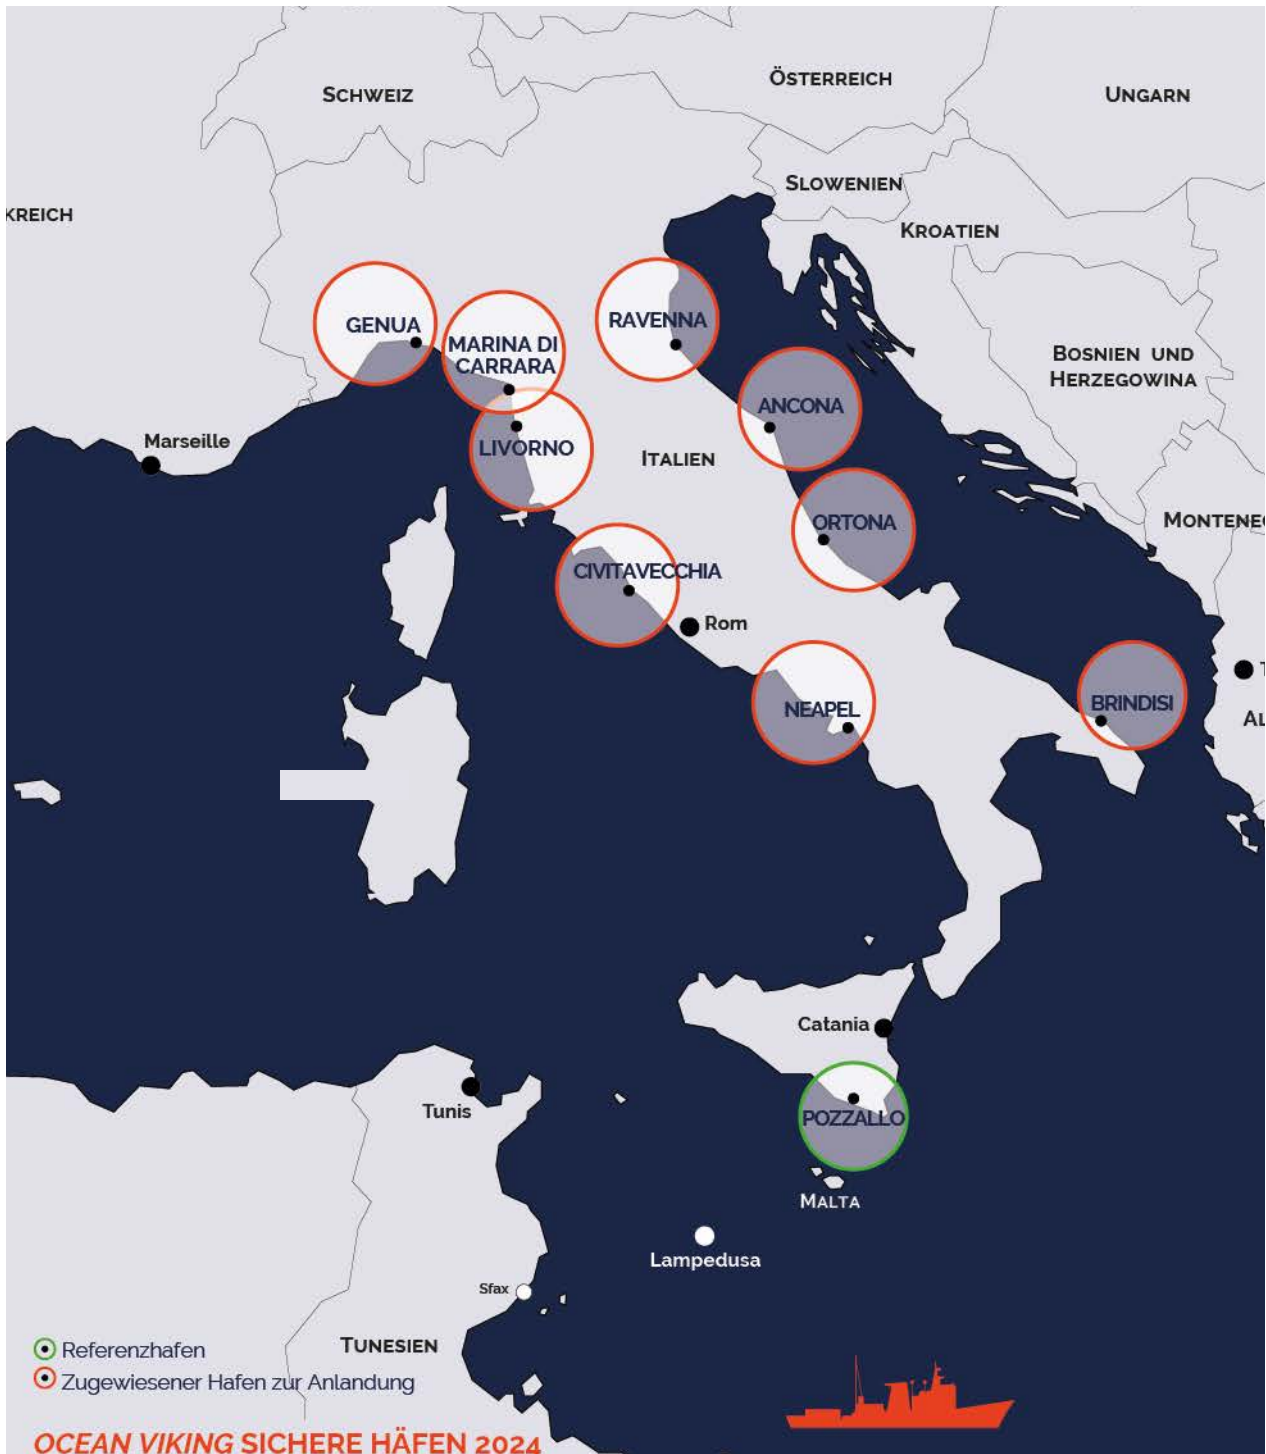 SCHWEIZ
ÖSTERREICH
UNGARN
SLOWENIEN
KREICH
KROATIEN
GENUA
RAVENNA
MARINA DI
CARRARA
BOSNIEN UND
HERZEGOWINA
ANCONA
Marseille
LIVORNO
ITALIEN
ORTONA
MONTENEG
CIVITAVECCHIA
Rom
T
NEAPEL
BRINDISI
AL
Catania
Tunis
POZZALLO
MALTA
Lampedusa
Sfax
TUNESIEN
Referenzhafen
Zugewiesener Hafen zur Anlandung
OCEAN VIKING SICHERE HÄFEN 2024